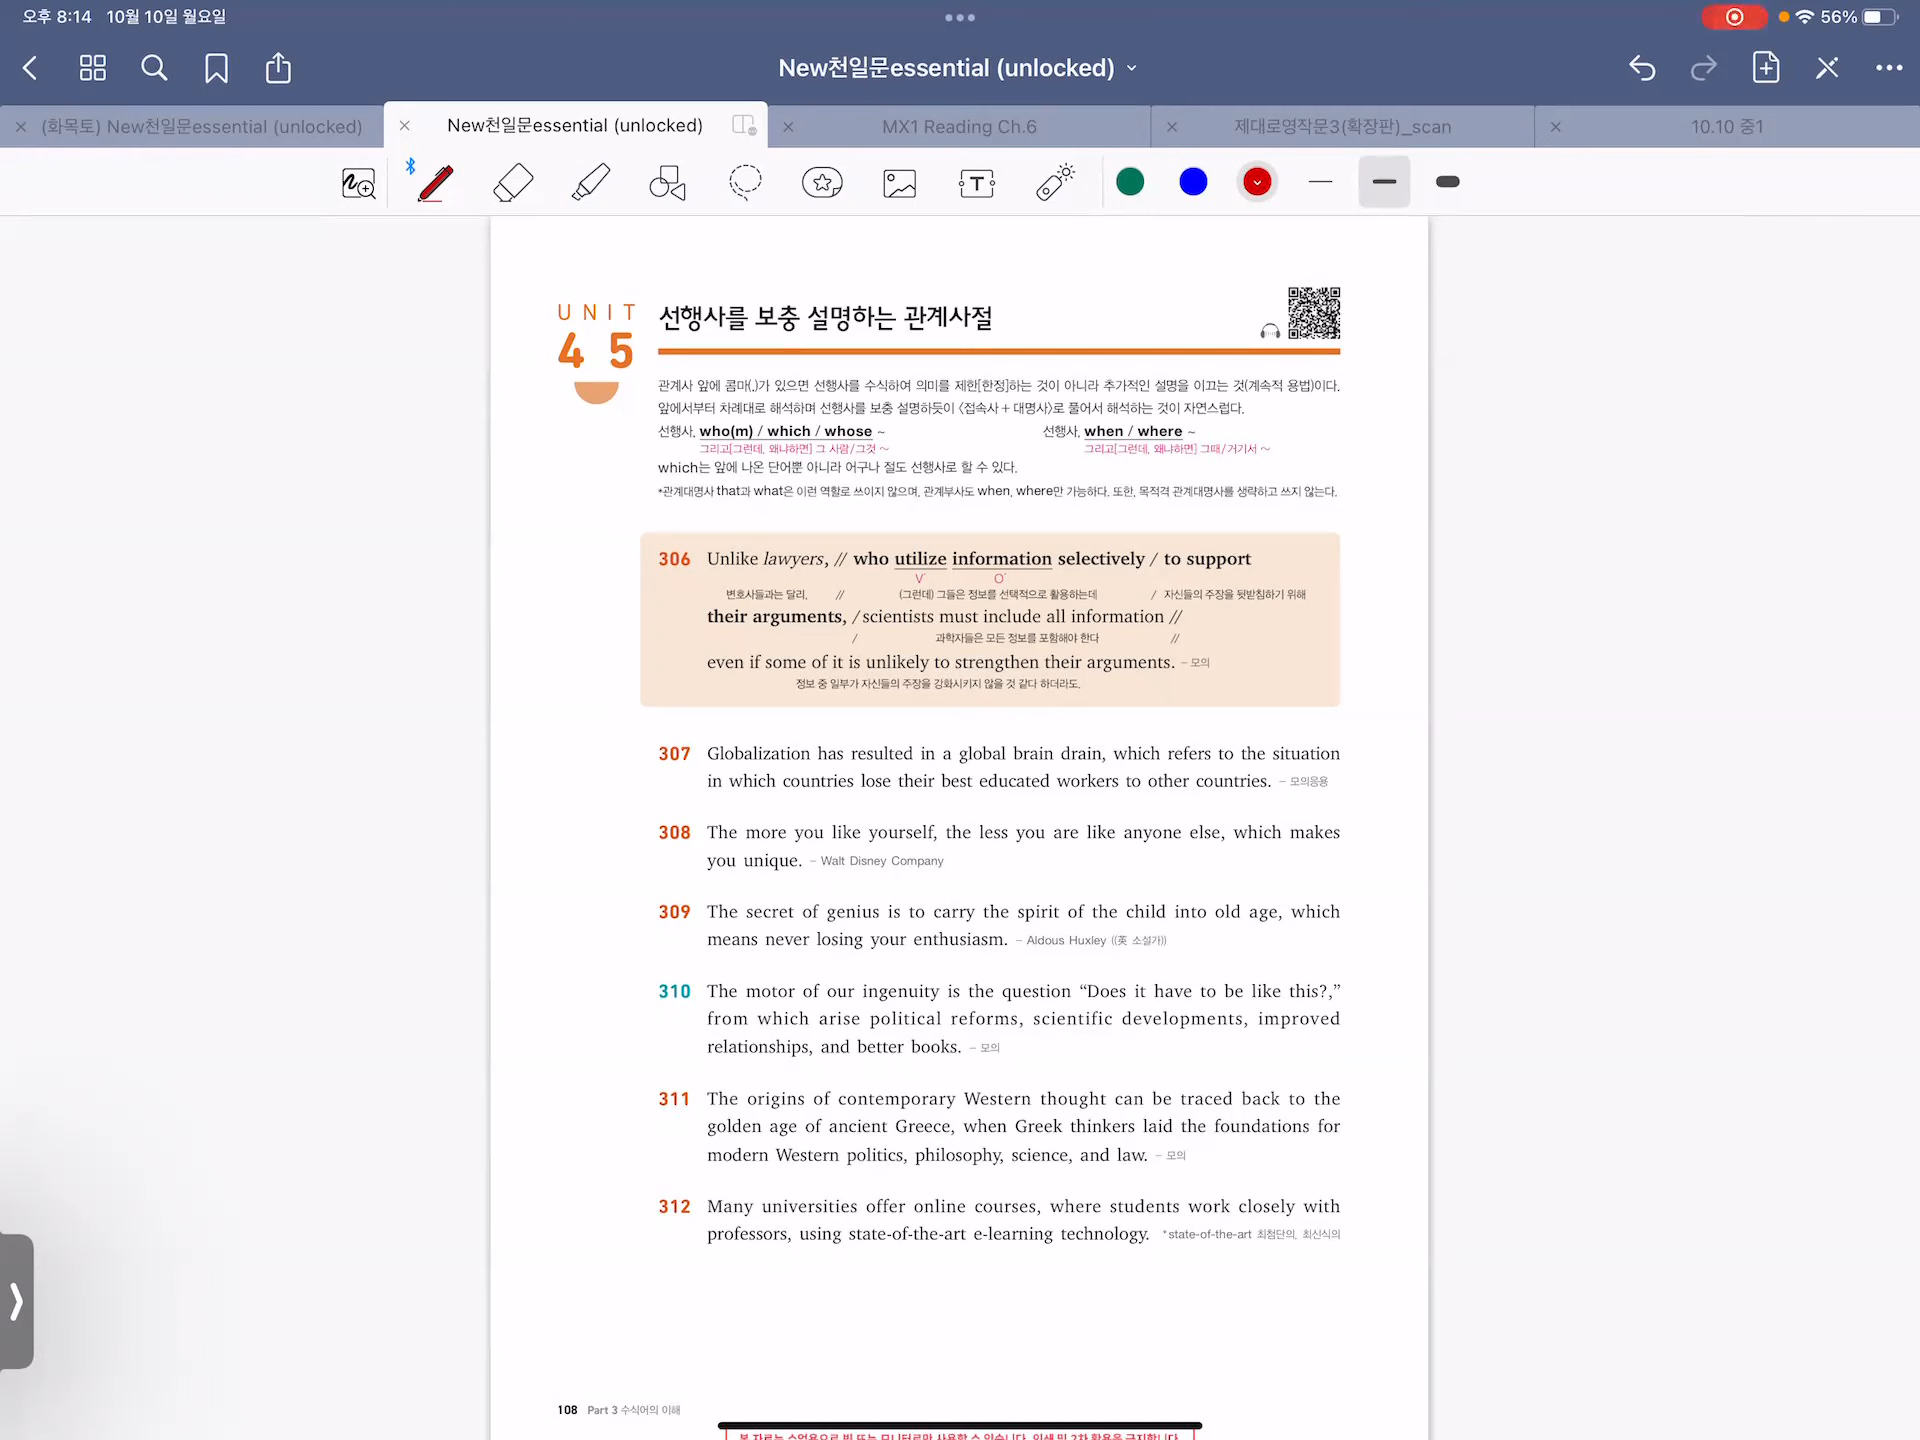 오후 8:14 10월 10일 월요일
56%
New천일문essential (unlocked)
(화목토) New천일문essential (unlocked)
New천일문essential (unlocked)
MX1 Reading Ch.6
제대로영작문3(확장판)_scan
10.10 중1
UNIT
45
선행사를 보충 설명하는 관계사절
관계사 앞에 콤마(,)가 있으면 선행사를 수식하여 의미를 제한[한정]하는 것이 아니라 추가적인 설명을 이끄는 것(계속적 용법)이다.
앞에서부터 차례대로 해석하며 선행사를 보충 설명하듯이 〈접속사 + 대명사〉로 풀어서 해석하는 것이 자연스럽다.
선행사, who(m) / which / whose ~ 선행사, when / where ~
그리고[그런데, 왜냐하면] 그 사람/그것 ~ 그리고[그런데, 왜냐하면] 그때/거기서 ~
which는 앞에 나온 단어뿐 아니라 어구나 절도 선행사로 할 수 있다.
*관계대명사 that과 what은 이런 역할로 쓰이지 않으며, 관계부사도 when, where만 가능하다. 또한, 목적격 관계대명사를 생략하고 쓰지 않는다.
306 Unlike lawyers, // who utilize information selectively / to support
V′ O′
변호사들과는 달리, // (그런데) 그들은 정보를 선택적으로 활용하는데 / 자신들의 주장을 뒷받침하기 위해
their arguments, / scientists must include all information //
/ 과학자들은 모든 정보를 포함해야 한다 //
even if some of it is unlikely to strengthen their arguments. – 모의
정보 중 일부가 자신들의 주장을 강화시키지 않을 것 같다 하더라도.
307 Globalization has resulted in a global brain drain, which refers to the situation
in which countries lose their best educated workers to other countries. – 모의응용
308 The more you like yourself, the less you are like anyone else, which makes
you unique. – Walt Disney Company
309 The secret of genius is to carry the spirit of the child into old age, which
means never losing your enthusiasm. – Aldous Huxley ((英 소설가))
310 The motor of our ingenuity is the question “Does it have to be like this?,”
from which arise political reforms, scientific developments, improved
relationships, and better books. – 모의
311 The origins of contemporary Western thought can be traced back to the
golden age of ancient Greece, when Greek thinkers laid the foundations for
modern Western politics, philosophy, science, and law. – 모의
312 Many universities offer online courses, where students work closely with
professors, using state-of-the-art e-learning technology. *state-of-the-art 최첨단의, 최신식의
108 Part 3 수식어의 이해